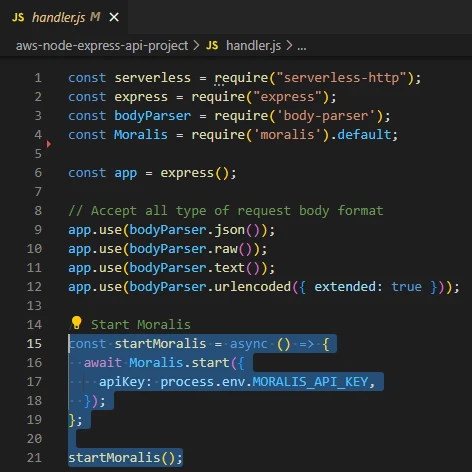 JS handler.js M ×
aws-node-express-api-project > JS handler.js > ...
1 const serverless = require("serverless-http");
2 const express = require("express");
3 const bodyParser = require('body-parser');
4 const Moralis = require('moralis').default;
5
6 const app = express();
7
8 // Accept all type of request body format
9 app.use(bodyParser.json());
10 app.use(bodyParser.raw());
11 app.use(bodyParser.text());
12 app.use(bodyParser.urlencoded({ extended: true }));
13
14 Start Moralis
15 const startMoralis = async () => {
16 await Moralis.start({
17 apiKey: process.env.MORALIS_API_KEY,
18 });
19 };
20
21 startMoralis();